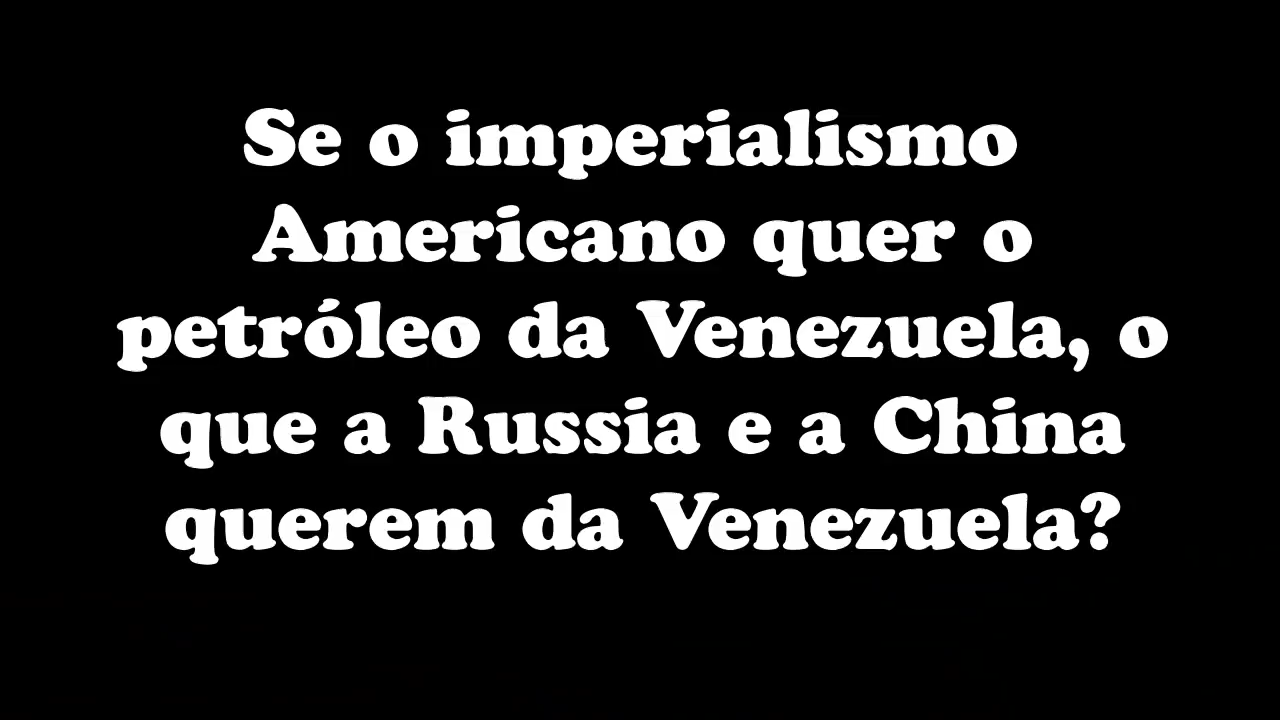 Se o imperialismo
Americano quer o
petróleo da Venezuela, o
que a Russia e a China
querem da Venezuela?